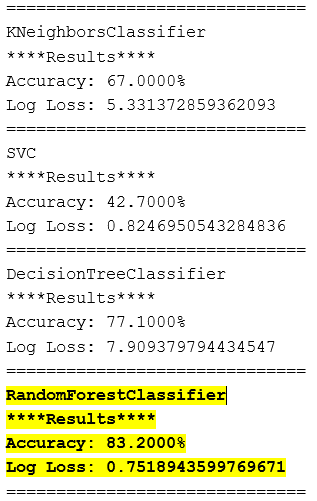 ==============================
KNeighborsClassifier
****Results****
Accuracy: 67.0000%
Log Loss: 5.331372859362093
==============================
SVC
****Results****
Accuracy: 42.7000%
Log Loss: 0.8246950543284836
==============================
DecisionTreeClassifier
****Results****
Accuracy: 77.1000%
Log Loss: 7.909379794434547
==============================
RandomForestClassifier
****Results****
Accuracy: 83.2000%
Log Loss: 0.7518943599769671
==============================